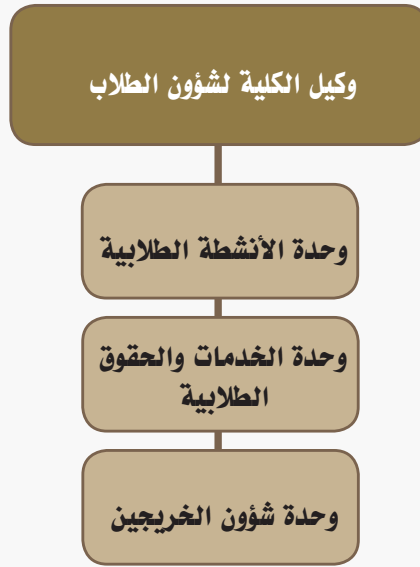 وكيل الكلية لشؤون الطلاب
وحدة الأنشطة الطلابية
وحدة الخدمات والحقوق
الطلابية
وحدة شؤون الخريجين